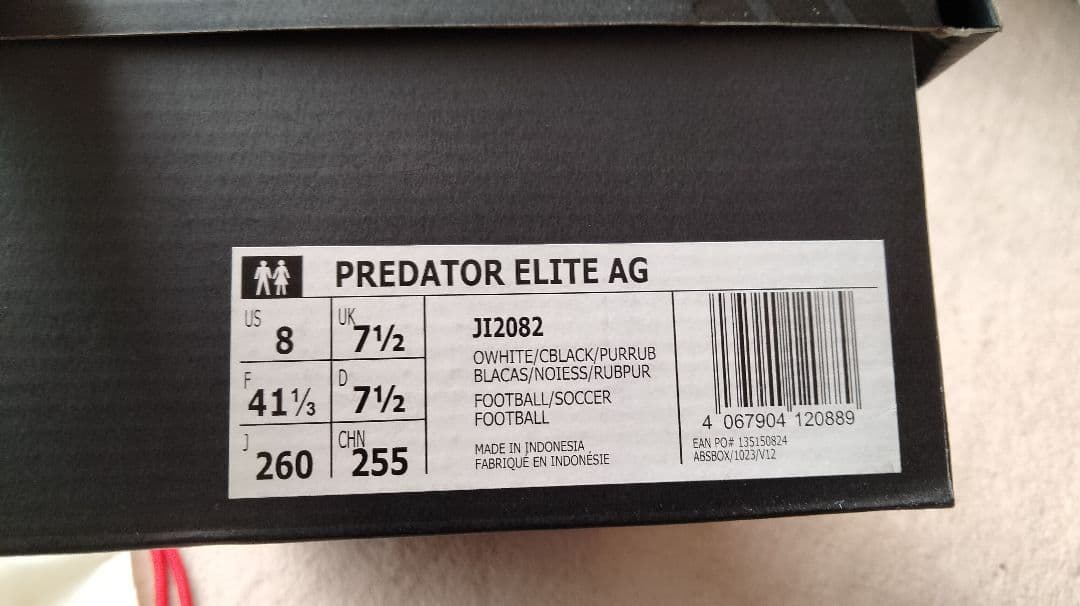 PREDATOR ELITE AG
US 8 UK 7½
F 41⅓ D 7½
J 260 CHN 255
JI2082
OWHITE/CBLACK/PURRUB
BLACAS/NOIESS/RUBPUR
FOOTBALL/SOCCER
FOOTBALL
MADE IN INDONESIA
FABRIQUÉ EN INDONÉSIE
4 067904 120889
EAN PO# 135150824
ABSBOX/1023/V12